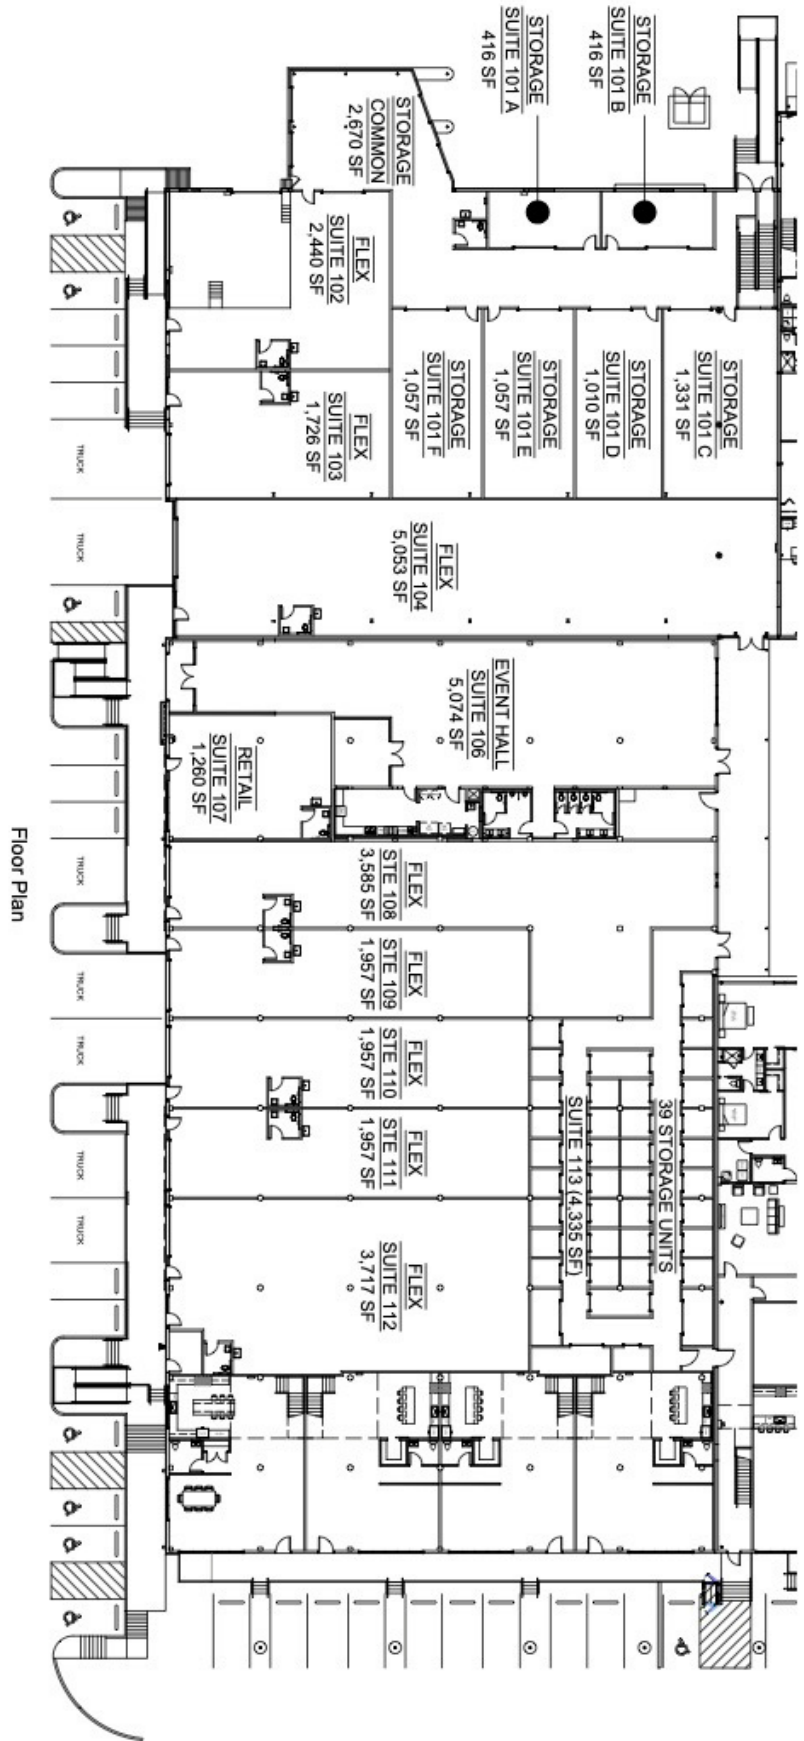 STORAGE
SUITE 101 A
416 SF
STORAGE
SUITE 101 B
416 SF
STORAGE
COMMON
2,670 SF
FLEX
SUITE 102
2,440 SF
FLEX
SUITE 103
1,726 SF
STORAGE
SUITE 101 F
1,057 SF
STORAGE
SUITE 101 E
1,057 SF
STORAGE
SUITE 101 D
1,010 SF
STORAGE
SUITE 101 C
1,331 SF
FLEX
SUITE 104
5,053 SF
EVENT HALL
SUITE 106
5,074 SF
RETAIL
SUITE 107
1,260 SF
FLEX
STE 108
3,585 SF
FLEX
STE 109
1,957 SF
FLEX
STE 110
1,957 SF
FLEX
STE 111
1,957 SF
FLEX
SUITE 112
3,717 SF
39 STORAGE UNITS
SUITE 113 (4,335 SF)
TRUCK
TRUCK
TRUCK
TRUCK
TRUCK
TRUCK
Floor Plan